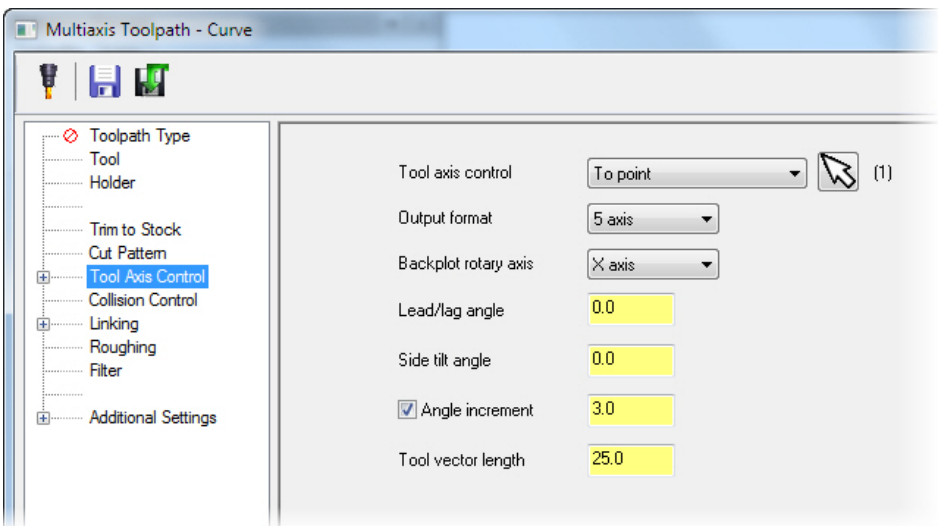 Multiaxis Toolpath - Curve
Toolpath Type
Tool
Holder
Trim to Stock
Cut Pattern
Tool Axis Control
Collision Control
Linking
Roughing
Filter
Additional Settings
Tool axis control To point (1)
Output format 5 axis
Backplot rotary axis X axis
Lead/lag angle 0.0
Side tilt angle 0.0
Angle increment 3.0
Tool vector length 25.0